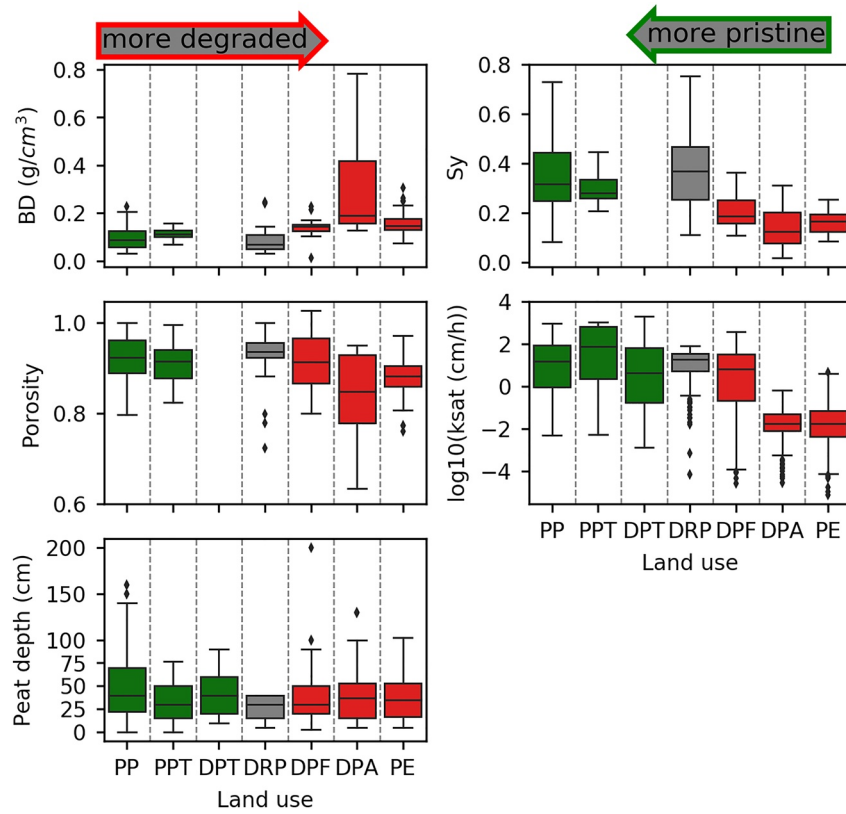 more degraded
more pristine
BD (g/cm³)
0.8
0.6
0.4
0.2
0.0
Sy
0.8
0.6
0.4
0.2
0.0
Porosity
1.0
0.8
0.6
log10(ksat (cm/h))
4
2
0
−2
−4
PP PPT DPT DRP DPF DPA PE
Land use
Peat depth (cm)
200
150
100
75
50
25
0
PP PPT DPT DRP DPF DPA PE
Land use